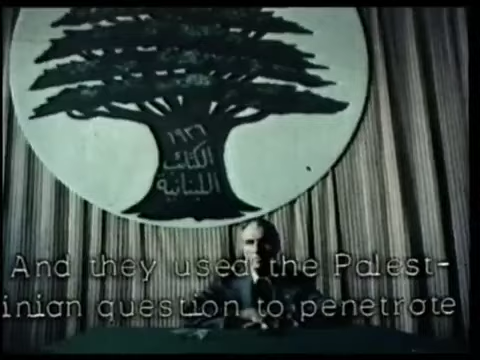 ١٩٣٦
الكتائب
اللبنانية
And they used the Palest-
inian question to penetrate